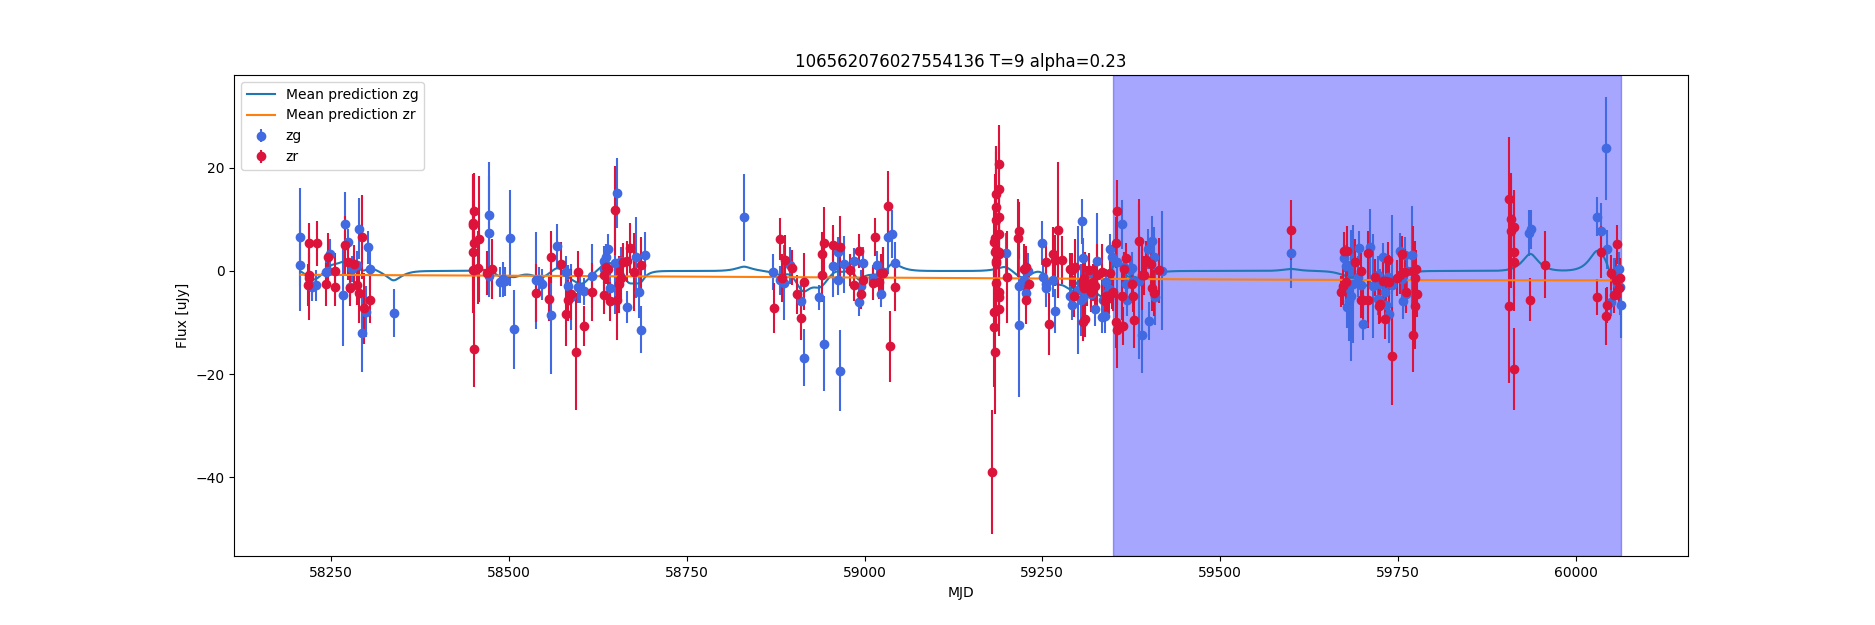 106562076027554136 T=9 alpha=0.23
Mean prediction zg
Mean prediction zr
zg
zr
Flux [uJy]
20
0
−20
−40
58250 58500 58750 59000 59250 59500 59750 60000
MJD